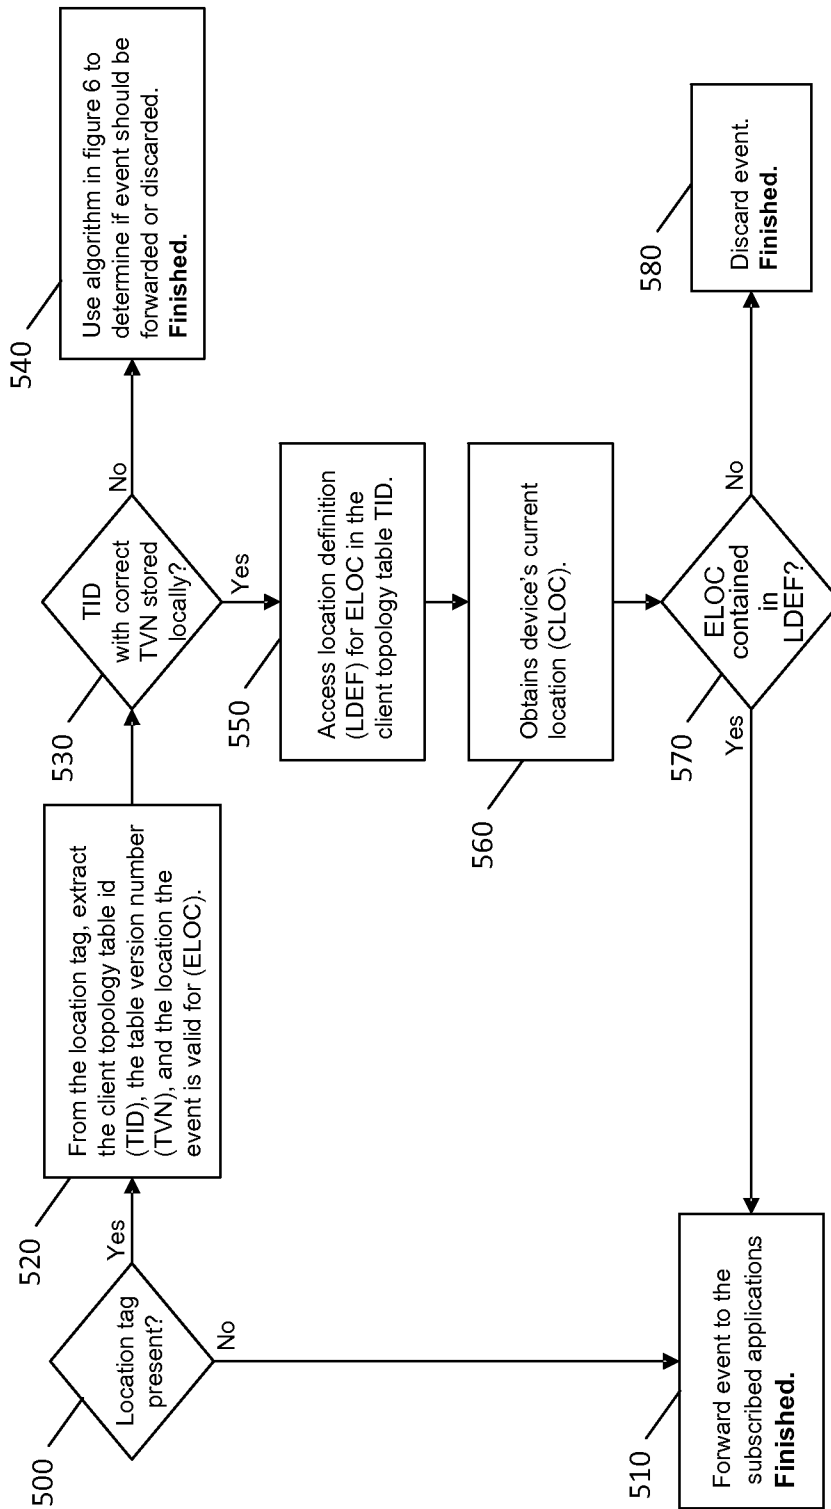 500
Location tag
present?
Yes
No
510
Forward event to the
subscribed applications
Finished.
520
From the location tag, extract
the client topology table id
(TID), the table version number
(TVN), and the location the
event is valid for (ELOC).
530
TID
with correct
TVN stored
locally?
No
Yes
540
Use algorithm in figure 6 to
determine if event should be
forwarded or discarded.
Finished.
550
Access location definition
(LDEF) for ELOC in the
client topology table TID.
560
Obtains device's current
location (CLOC).
570
ELOC
contained
in
LDEF?
Yes
No
580
Discard event.
Finished.